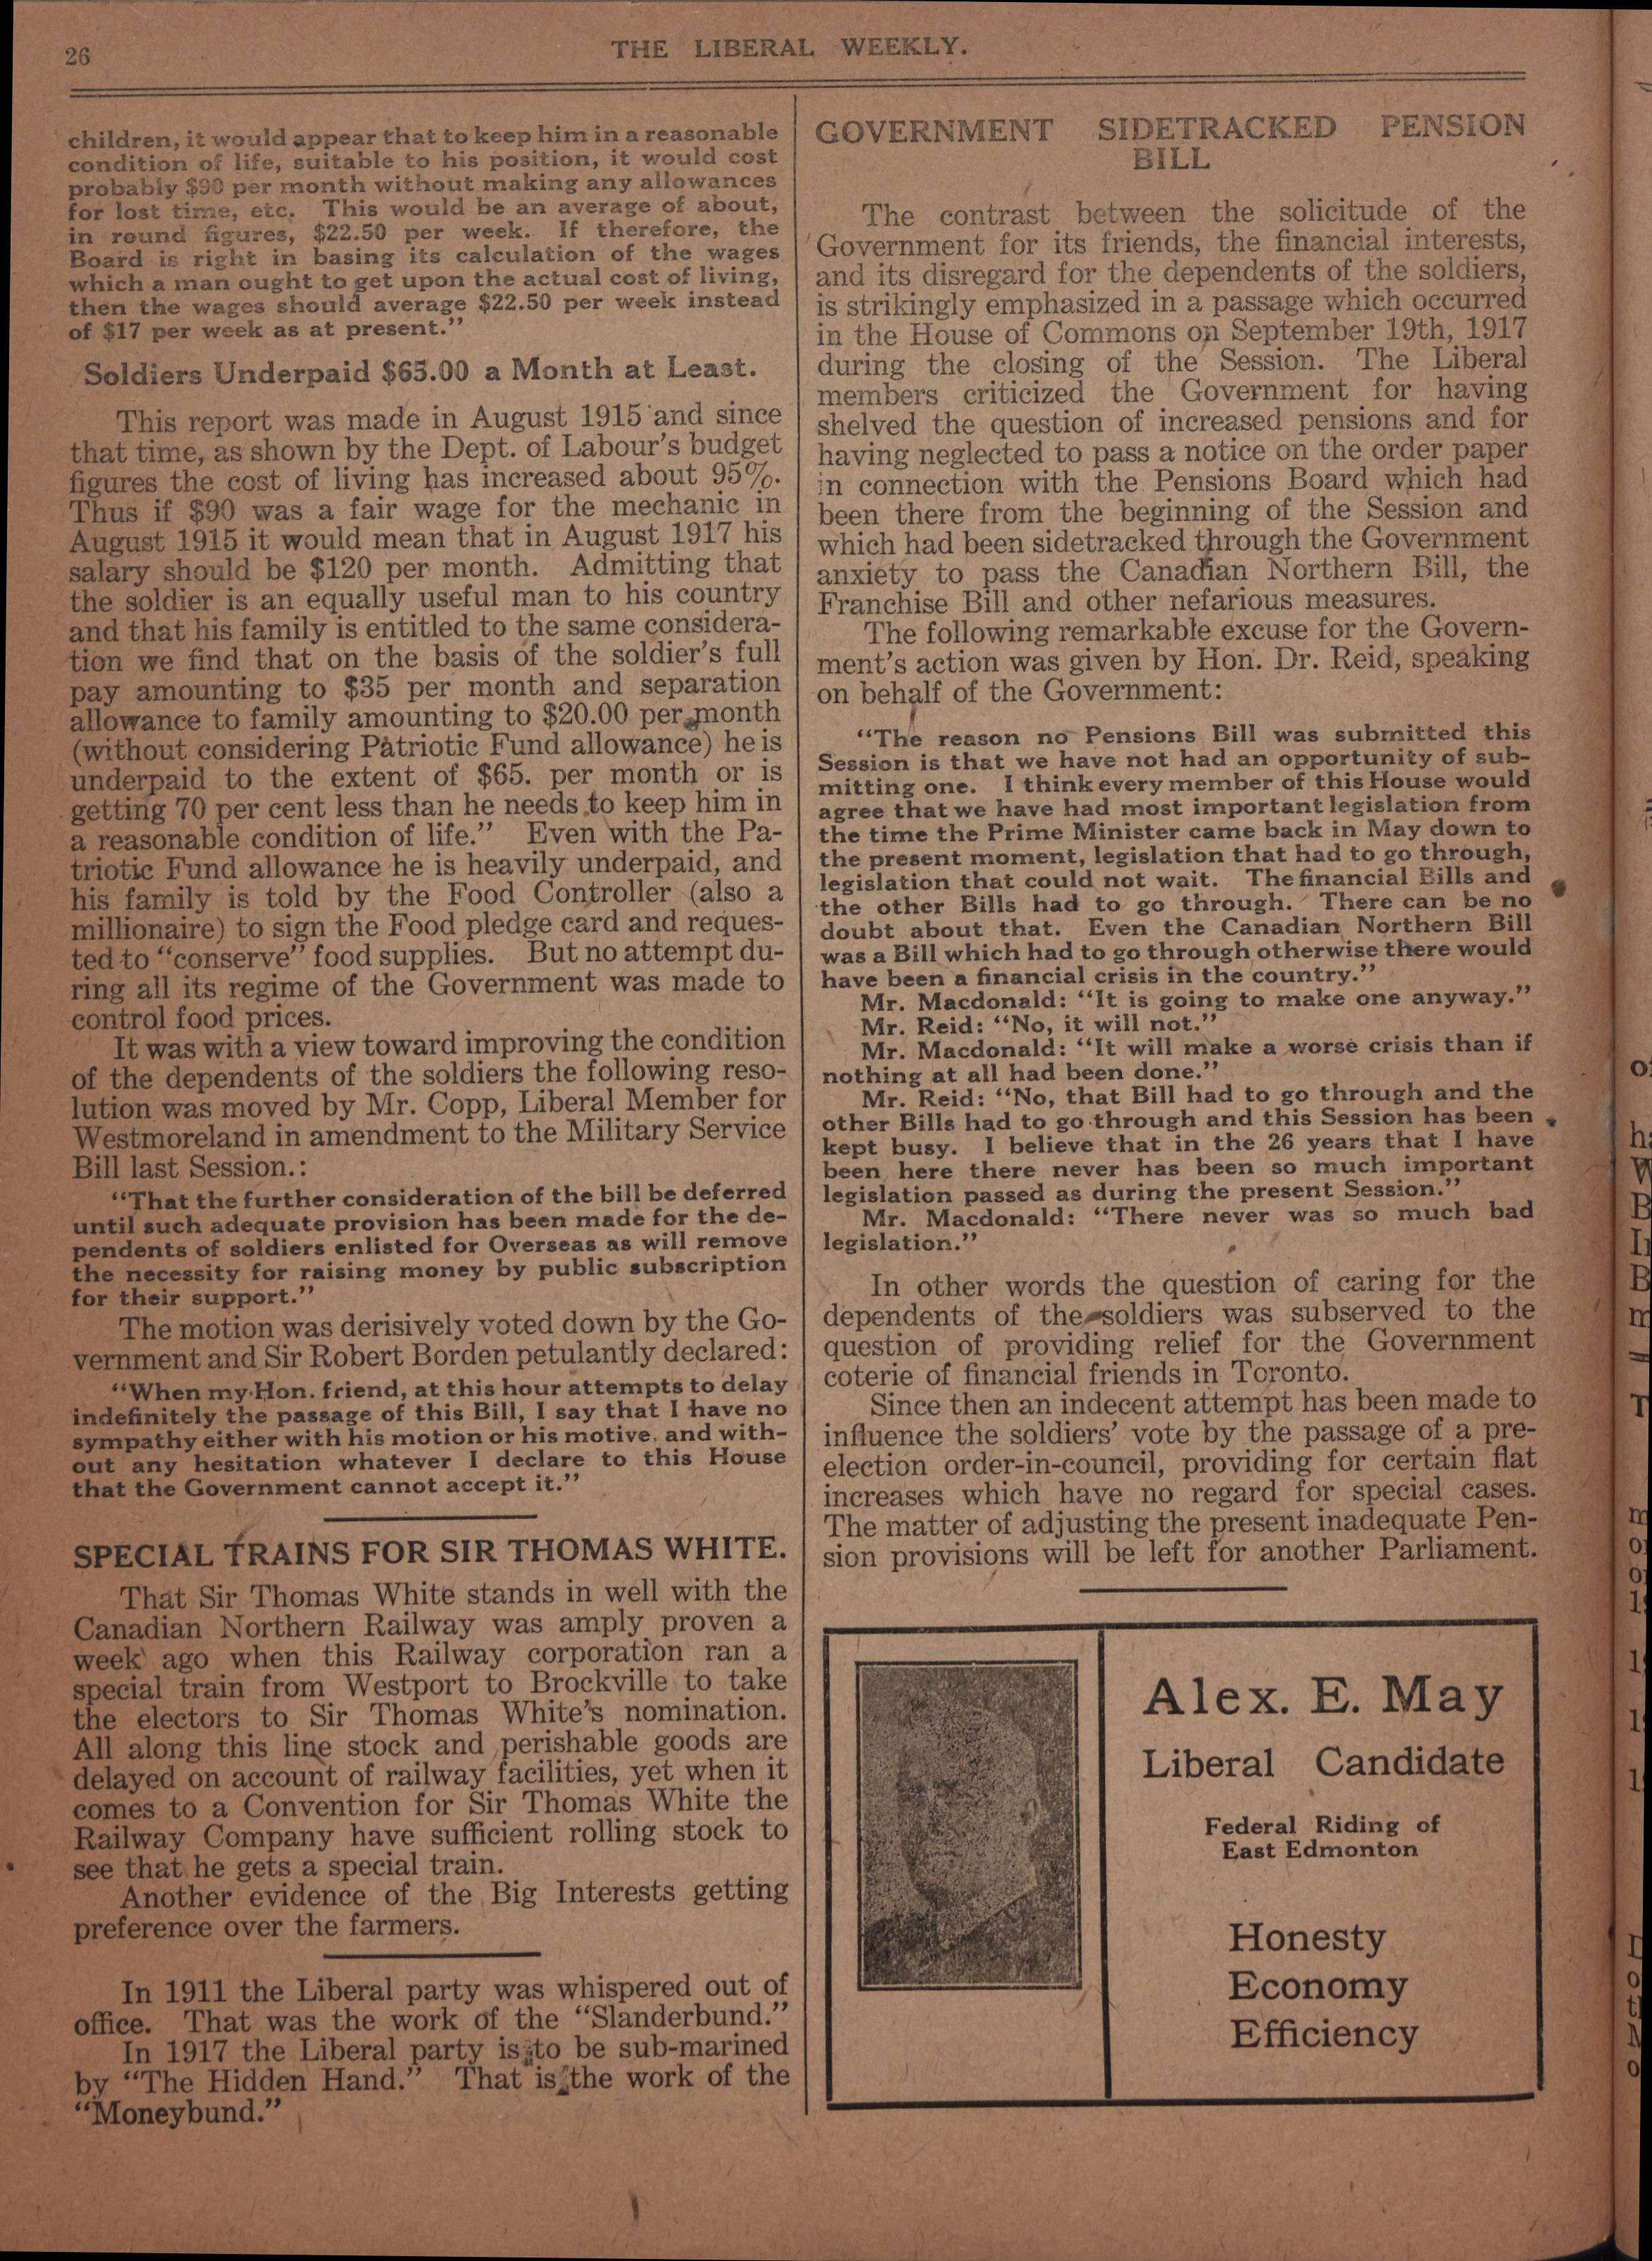 26
THE LIBERAL WEEKLY.
children, it would appear that to keep him in a reasonable
condition of life, suitable to his position, it would cost
probably $90 per month without making any allowances
for lost time, etc. This would be an average of about,
in round figures, $22.50 per week. If therefore, the
Board is right in basing its calculation of the wages
which a man ought to get upon the actual cost of living,
then the wages should average $22.50 per week instead
of $17 per week as at present."
Soldiers Underpaid $65.00 a Month at Least.
This report was made in August 1915 and since
that time, as shown by the Dept. of Labour's budget
figures the cost of living has increased about 95%.
Thus if $90 was a fair wage for the mechanic in
August 1915 it would mean that in August 1917 his
salary should be $120 per month. Admitting that
the soldier is an equally useful man to his country
and that his family is entitled to the same considera-
tion we find that on the basis of the soldier's full
pay amounting to $35 per month and separation
allowance to family amounting to $20.00 per month
(without considering Patriotic Fund allowance) he is
underpaid to the extent of $65. per month or is
getting 70 per cent less than he needs to keep him in
a reasonable condition of life." Even with the Pa-
triotic Fund allowance he is heavily underpaid, and
his family is told by the Food Controller (also a
millionaire) to sign the Food pledge card and reques-
ted to "conserve" food supplies. But no attempt du-
ring all its regime of the Government was made to
control food prices.
It was with a view toward improving the condition
of the dependents of the soldiers the following reso-
lution was moved by Mr. Copp, Liberal Member for
Westmoreland in amendment to the Military Service
Bill last Session.:
"That the further consideration of the bill be deferred
until such adequate provision has been made for the de-
pendents of soldiers enlisted for Overseas as will remove
the necessity for raising money by public subscription
for their support."
The motion was derisively voted down by the Go-
vernment and Sir Robert Borden petulantly declared:
"When my Hon. friend, at this hour attempts to delay
indefinitely the passage of this Bill, I say that I have no
sympathy either with his motion or his motive, and with-
out any hesitation whatever I declare to this House
that the Government cannot accept it."
SPECIAL TRAINS FOR SIR THOMAS WHITE.
That Sir Thomas White stands in well with the
Canadian Northern Railway was amply proven a
week ago when this Railway corporation ran a
special train from Westport to Brockville to take
the electors to Sir Thomas White's nomination.
All along this line stock and perishable goods are
delayed on account of railway facilities, yet when it
comes to a Convention for Sir Thomas White the
Railway Company have sufficient rolling stock to
see that he gets a special train.
Another evidence of the Big Interests getting
preference over the farmers.
In 1911 the Liberal party was whispered out of
office. That was the work of the "Slanderbund."
In 1917 the Liberal party is to be sub-marined
by "The Hidden Hand." That is the work of the
"Moneybund."
GOVERNMENT SIDETRACKED PENSION
BILL
The contrast between the solicitude of the
Government for its friends, the financial interests,
and its disregard for the dependents of the soldiers,
is strikingly emphasized in a passage which occurred
in the House of Commons on September 19th, 1917
during the closing of the Session. The Liberal
members criticized the Government for having
shelved the question of increased pensions and for
having neglected to pass a notice on the order paper
in connection with the Pensions Board which had
been there from the beginning of the Session and
which had been sidetracked through the Government
anxiety to pass the Canadian Northern Bill, the
Franchise Bill and other nefarious measures.
The following remarkable excuse for the Govern-
ment's action was given by Hon. Dr. Reid, speaking
on behalf of the Government:
"The reason no Pensions Bill was submitted this
Session is that we have not had an opportunity of sub-
mitting one. I think every member of this House would
agree that we have had most important legislation from
the time the Prime Minister came back in May down to
the present moment, legislation that had to go through,
legislation that could not wait. The financial Bills and
the other Bills had to go through. There can be no
doubt about that. Even the Canadian Northern Bill
was a Bill which had to go through otherwise there would
have been a financial crisis in the country."
Mr. Macdonald: "It is going to make one anyway."
Mr. Reid: "No, it will not."
Mr. Macdonald: "It will make a worse crisis than if
nothing at all had been done."
Mr. Reid: "No, that Bill had to go through and the
other Bills had to go through and this Session has been
kept busy. I believe that in the 26 years that I have
been here there never has been so much important
legislation passed as during the present Session."
Mr. Macdonald: "There never was so much bad
legislation."
In other words the question of caring for the
dependents of the soldiers was subserved to the
question of providing relief for the Government
coterie of financial friends in Toronto.
Since then an indecent attempt has been made to
influence the soldiers' vote by the passage of a pre-
election order-in-council, providing for certain flat
increases which have no regard for special cases.
The matter of adjusting the present inadequate Pen-
sion provisions will be left for another Parliament.
Alex. E. May
Liberal Candidate
Federal Riding of
East Edmonton
Honesty
Economy
Efficiency